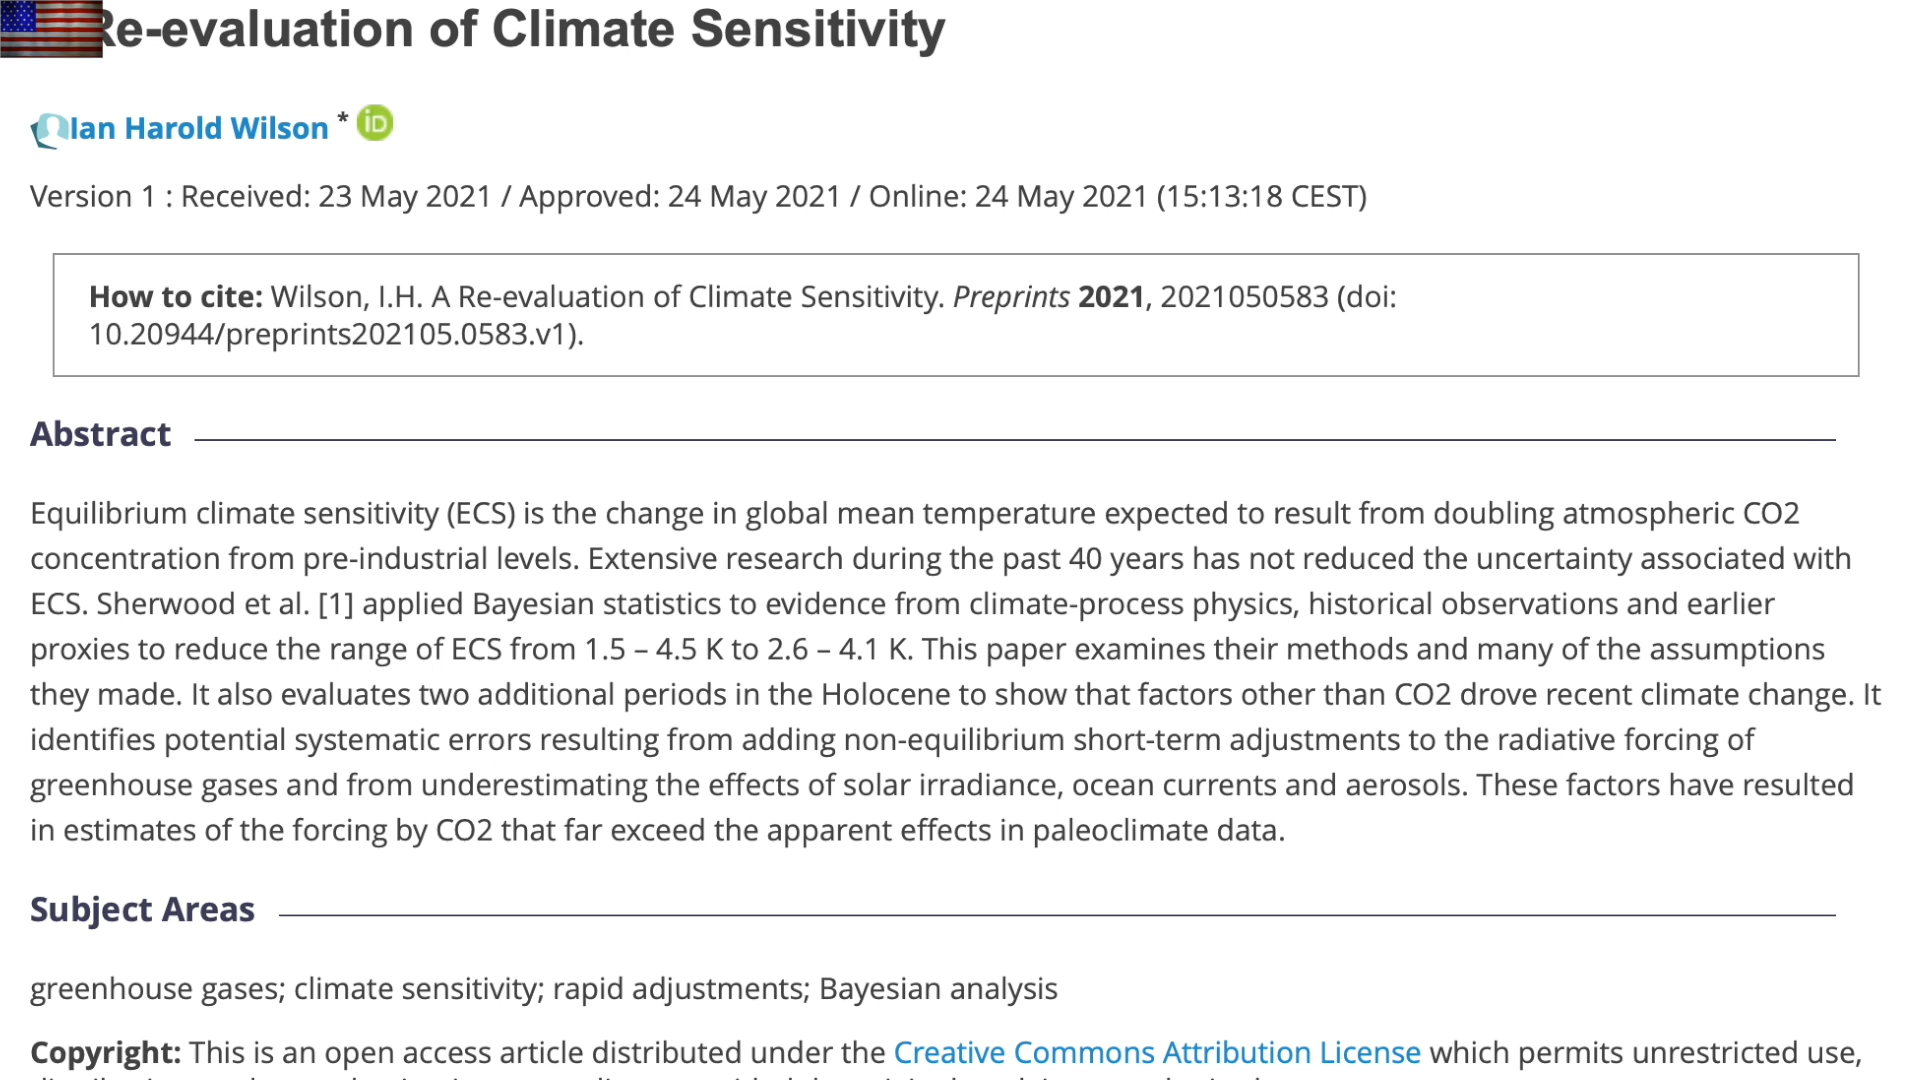 Re-evaluation of Climate Sensitivity
Ian Harold Wilson * iD
Version 1 : Received: 23 May 2021 / Approved: 24 May 2021 / Online: 24 May 2021 (15:13:18 CEST)
How to cite: Wilson, I.H. A Re-evaluation of Climate Sensitivity. Preprints 2021, 2021050583 (doi:
10.20944/preprints202105.0583.v1).
Abstract
Equilibrium climate sensitivity (ECS) is the change in global mean temperature expected to result from doubling atmospheric CO2
concentration from pre-industrial levels. Extensive research during the past 40 years has not reduced the uncertainty associated with
ECS. Sherwood et al. [1] applied Bayesian statistics to evidence from climate-process physics, historical observations and earlier
proxies to reduce the range of ECS from 1.5 – 4.5 K to 2.6 – 4.1 K. This paper examines their methods and many of the assumptions
they made. It also evaluates two additional periods in the Holocene to show that factors other than CO2 drove recent climate change. It
identifies potential systematic errors resulting from adding non-equilibrium short-term adjustments to the radiative forcing of
greenhouse gases and from underestimating the effects of solar irradiance, ocean currents and aerosols. These factors have resulted
in estimates of the forcing by CO2 that far exceed the apparent effects in paleoclimate data.
Subject Areas
greenhouse gases; climate sensitivity; rapid adjustments; Bayesian analysis
Copyright: This is an open access article distributed under the Creative Commons Attribution License which permits unrestricted use,